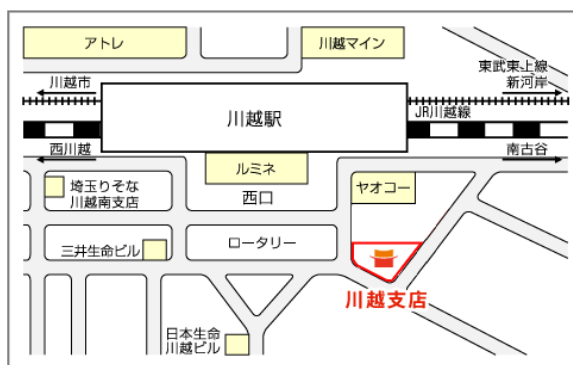 アトレ
川越マイン
川越市
東武東上線
新河岸
川越駅
JR川越線
西川越
南古谷
ルミネ
西口
ヤオコー
埼玉りそな
川越南支店
三井生命ビル
ロータリー
川越支店
日本生命
川越ビル